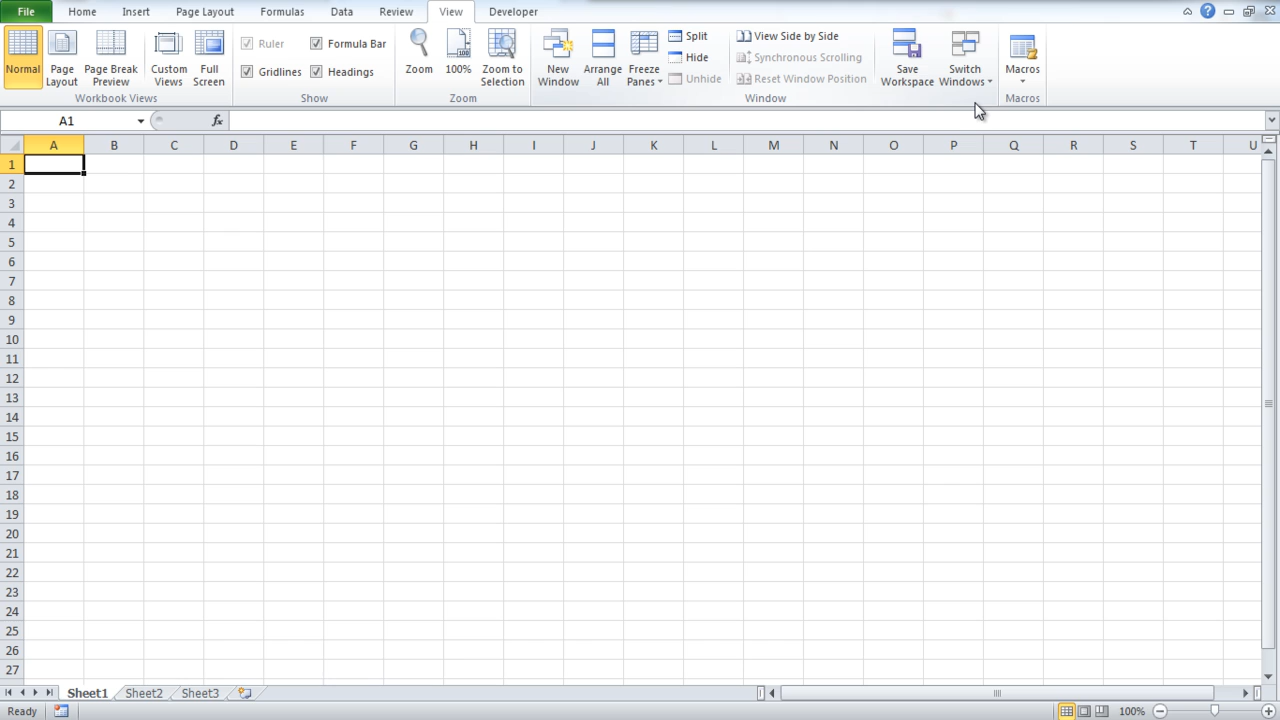 File Home Insert Page Layout Formulas Data Review View Developer
Normal Page Layout Page Break Preview Custom Views Full Screen
Workbook Views
Ruler Formula Bar
Gridlines Headings
Show
Zoom 100% Zoom to Selection
Zoom
New Window Arrange All Freeze Panes
Split View Side by Side
Hide Synchronous Scrolling
Unhide Reset Window Position
Save Workspace Switch Windows
Window
Macros
Macros
A1 fx
A B C D E F G H I J K L M N O P Q R S T U
1
2
3
4
5
6
7
8
9
10
11
12
13
14
15
16
17
18
19
20
21
22
23
24
25
26
27
Sheet1 Sheet2 Sheet3
Ready 100%